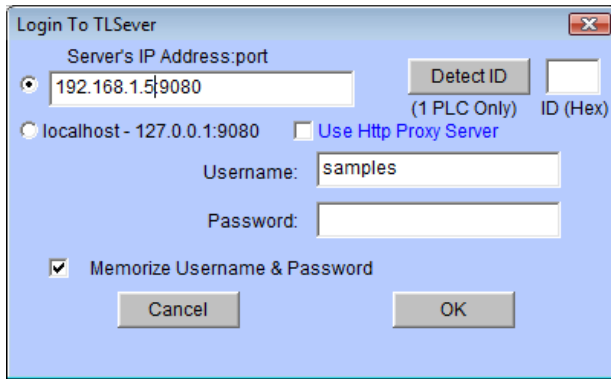 Login To TLSever
Server's IP Address:port
192.168.1.5:9080
Detect ID
(1 PLC Only)
ID (Hex)
localhost - 127.0.0.1:9080
Use Http Proxy Server
Username:
samples
Password:
Memorize Username & Password
Cancel
OK